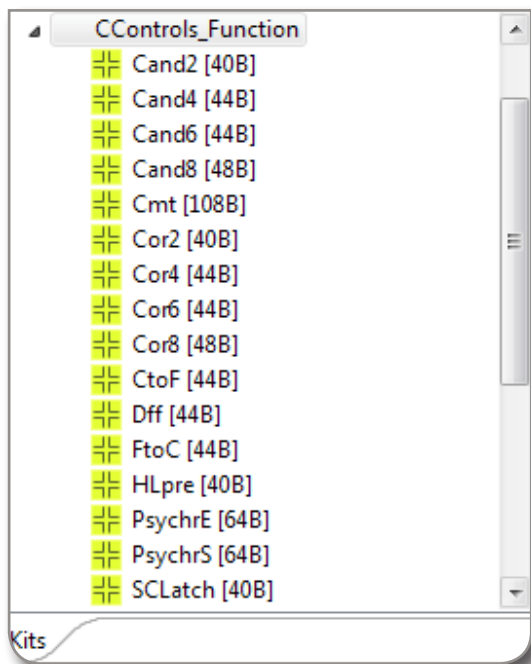 CControls_Function
Cand2 [40B]
Cand4 [44B]
Cand6 [44B]
Cand8 [48B]
Cmt [108B]
Cor2 [40B]
Cor4 [44B]
Cor6 [44B]
Cor8 [48B]
CtoF [44B]
Dff [44B]
FtoC [44B]
HLpre [40B]
PsychrE [64B]
PsychrS [64B]
SCLatch [40B]
Kits